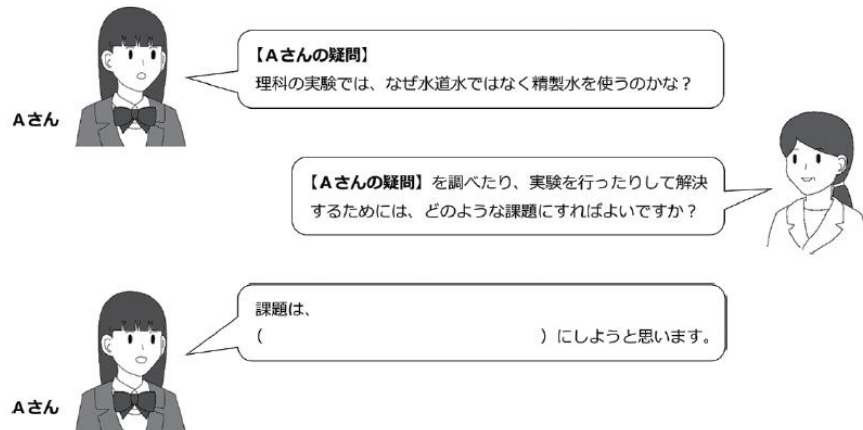 【Aさんの疑問】
理科の実験では、なぜ水道水ではなく精製水を使うのかな？
Aさん
【Aさんの疑問】を調べたり、実験を行ったりして解決
するためには、どのような課題にすればよいですか？
課題は、
（　　　　　　　　　　　　　　　　）にしようと思います。
Aさん